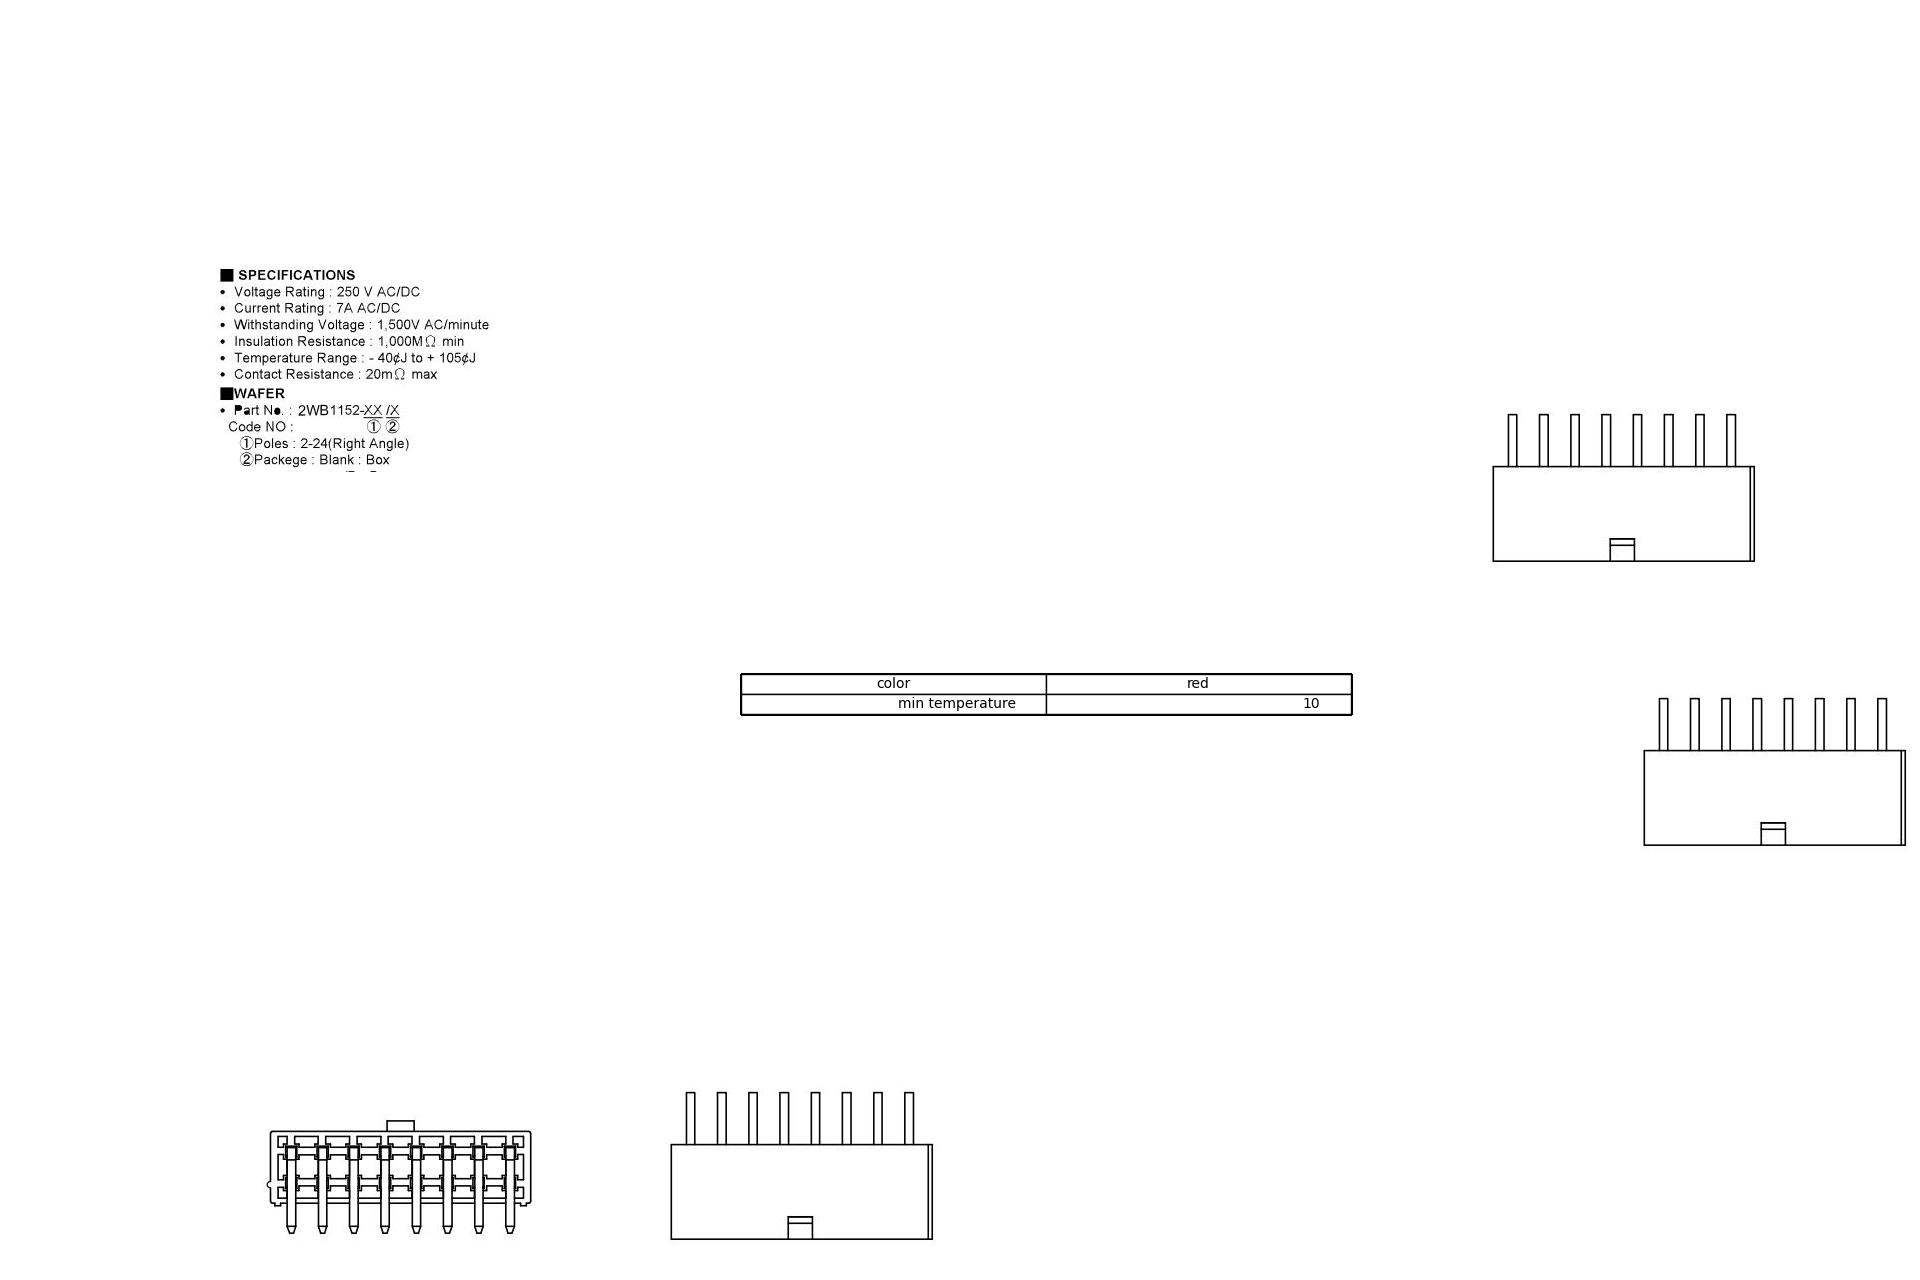 ■ SPECIFICATIONS
• Voltage Rating : 250 V AC/DC
• Current Rating : 7A AC/DC
• Withstanding Voltage : 1,500V AC/minute
• Insulation Resistance : 1,000MΩ min
• Temperature Range : - 40¢J to + 105¢J
• Contact Resistance : 20mΩ max
■WAFER
• Part No. : 2WB1152-XX /X
Code NO : ① ②
①Poles : 2-24(Right Angle)
②Packege : Blank : Box
color red
min temperature 10